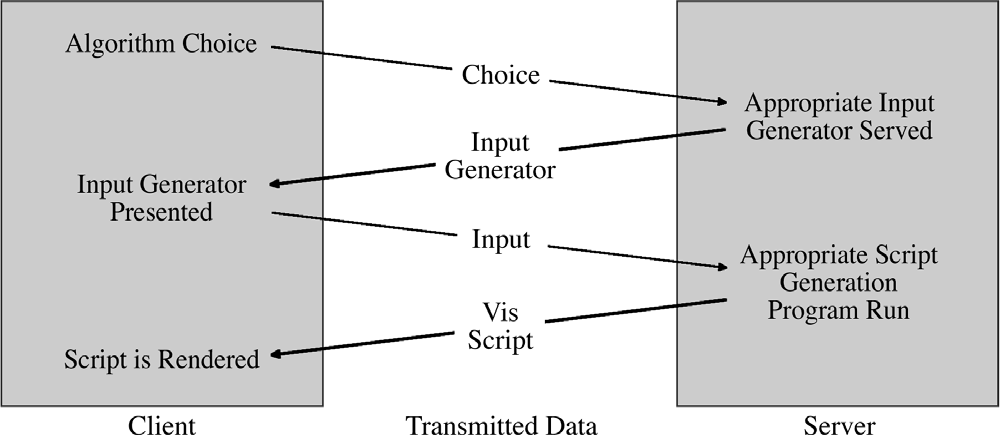 Algorithm Choice
Choice
Appropriate Input
Generator Served
Input
Generator
Input Generator
Presented
Input
Appropriate Script
Generation
Program Run
Vis
Script
Script is Rendered
Client
Transmitted Data
Server